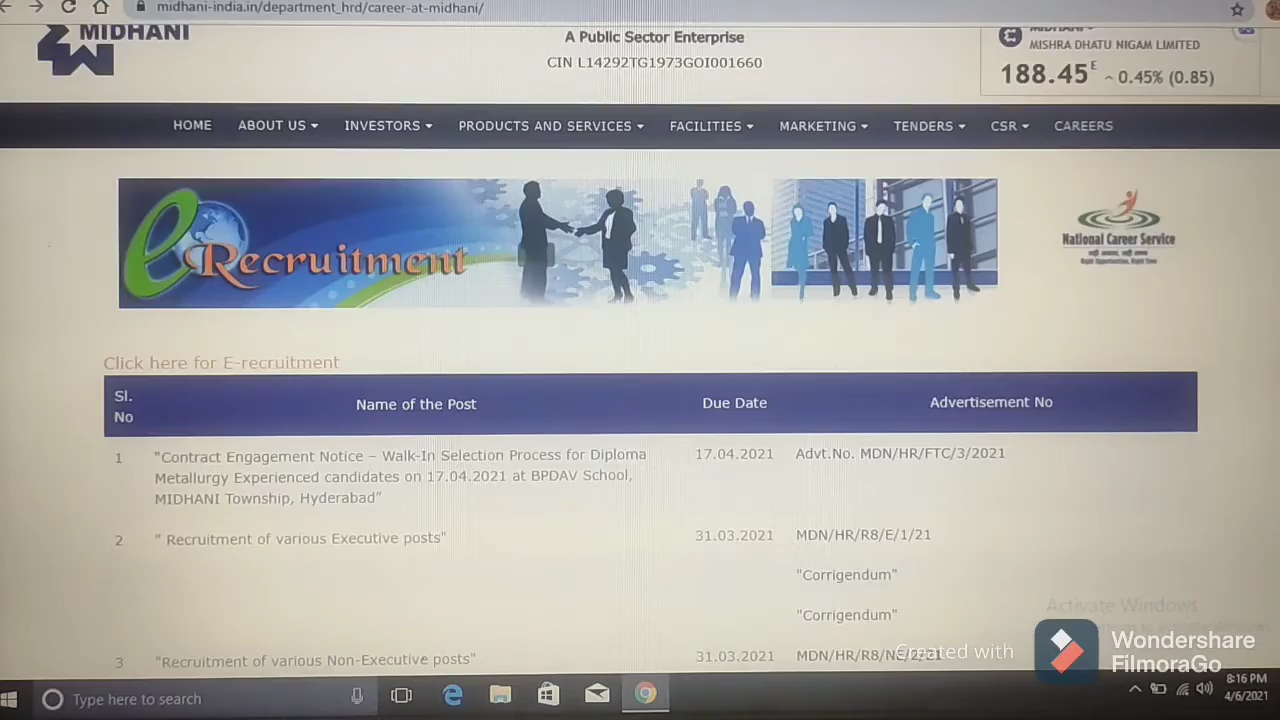 midhani-india.in/department_hrd/career-at-midhani/
MIDHANI
A Public Sector Enterprise
CIN L14292TG1973GOI001660
MISHRA DHATU NIGAM LIMITED
188.45 E 0.45% (0.85)
HOME ABOUT US INVESTORS PRODUCTS AND SERVICES FACILITIES MARKETING TENDERS CSR CAREERS
eRecruitment
National Career Service
Click here for E-recruitment
Sl. No Name of the Post Due Date Advertisement No
1 "Contract Engagement Notice – Walk-In Selection Process for Diploma 17.04.2021 Advt.No. MDN/HR/FTC/3/2021
Metallurgy Experienced candidates on 17.04.2021 at BPDAV School,
MIDHANI Township, Hyderabad"
2 " Recruitment of various Executive posts" 31.03.2021 MDN/HR/R8/E/1/21
"Corrigendum"
"Corrigendum"
3 "Recruitment of various Non-Executive posts" 31.03.2021 MDN/HR/R8/NE/2/21
Activate Windows
Created with
Wondershare
FilmoraGo
Type here to search
8:16 PM
4/6/2021